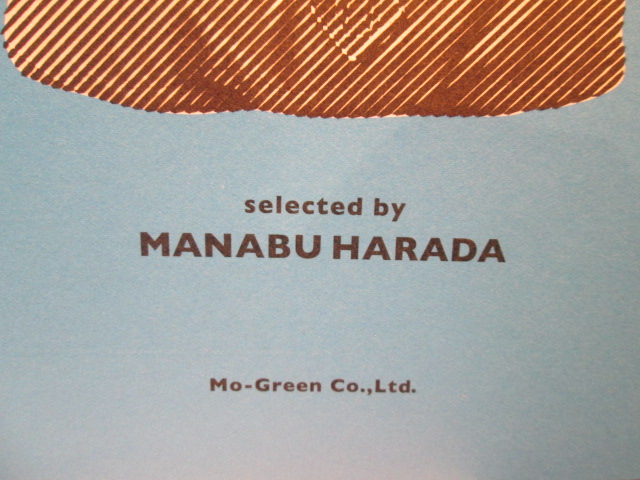 selected by
MANABU HARADA
Mo-Green Co.,Ltd.